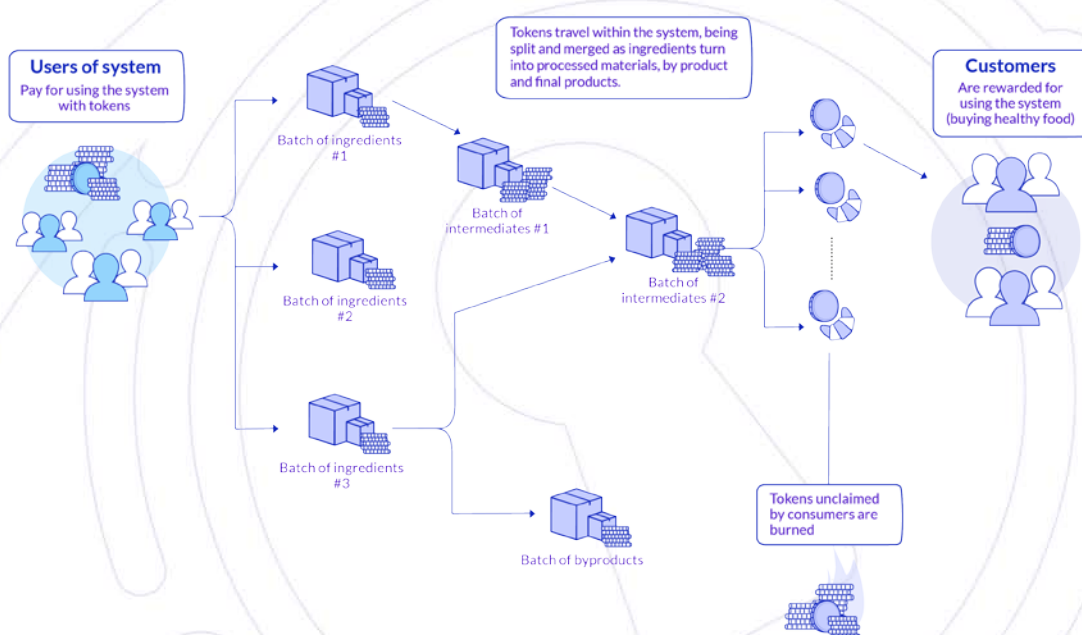 Users of system
Pay for using the system
with tokens
Tokens travel within the system, being
split and merged as ingredients turn
into processed materials, by product
and final products.
Customers
Are rewarded for
using the system
(buying healthy food)
Batch of ingredients
#1
Batch of
intermediates #1
Batch of ingredients
#2
Batch of
intermediates #2
Batch of ingredients
#3
Batch of byproducts
Tokens unclaimed
by consumers are
burned